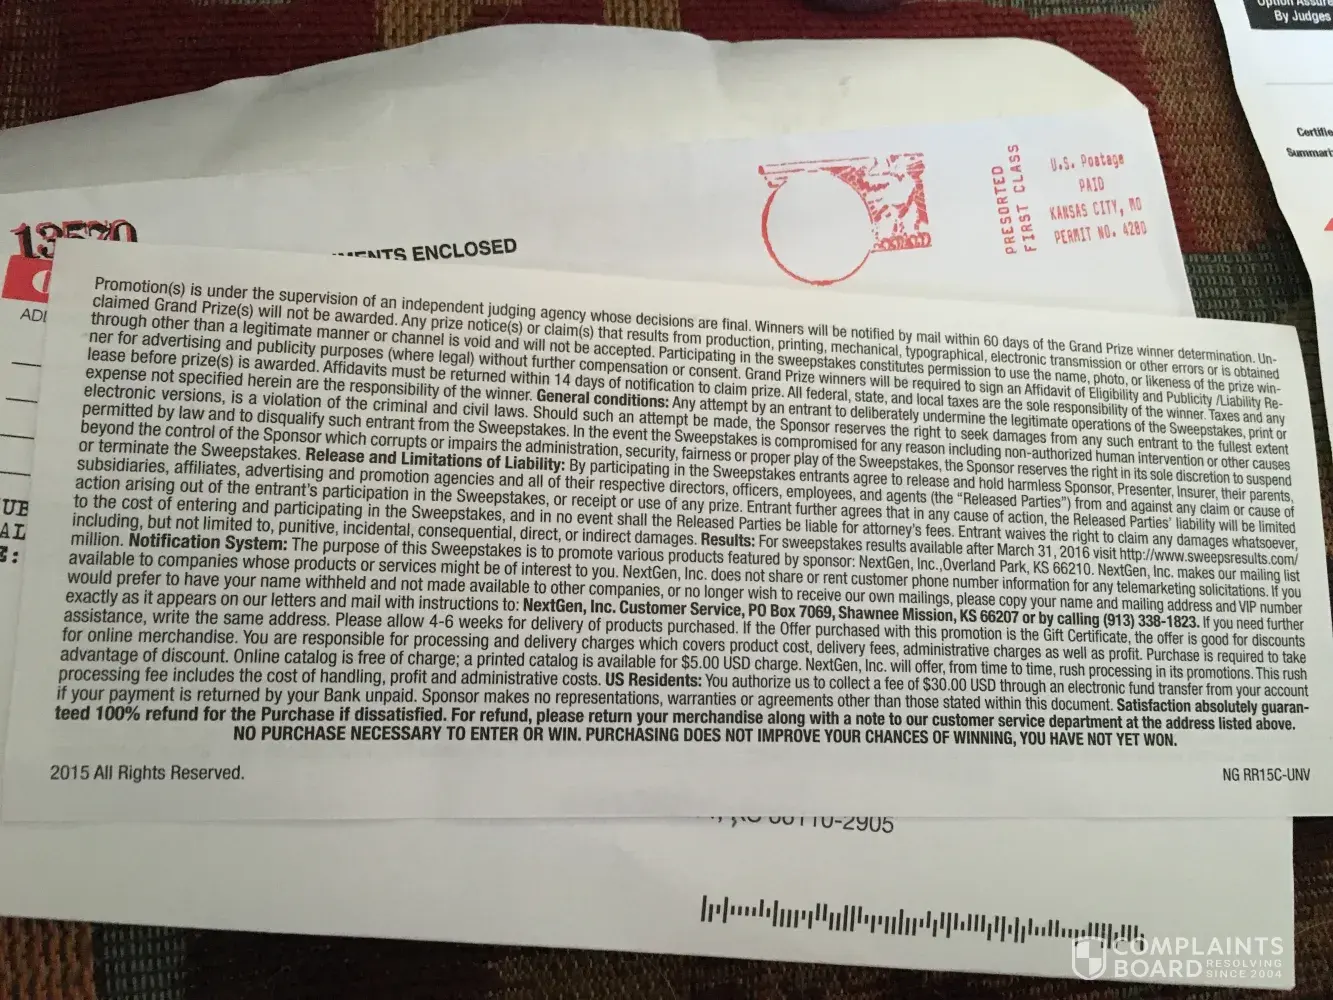 Option Assure
By Judges
Certifie
Summari
PRESORTED
FIRST CLASS
U.S. Postage
PAID
KANSAS CITY, MO
PERMIT NO. 4280
13570
ENCLOSED
Promotion(s) is under the supervision of an independent judging agency whose decisions are final. Winners will be notified by mail within 60 days of the Grand Prize winner determination. Un-
claimed Grand Prize(s) will not be awarded. Any prize notice(s) or claim(s) that results from production, printing, mechanical, typographical, electronic transmission or other errors or is obtained
through other than a legitimate manner or channel is void and will not be accepted. Participating in the sweepstakes constitutes permission to use the name, photo, or likeness of the prize win-
ner for advertising and publicity purposes (where legal) without further compensation or consent. Grand Prize winners will be required to sign an Affidavit of Eligibility and Publicity /Liability Re-
lease before prize(s) is awarded. Affidavits must be returned within 14 days of notification to claim prize. All federal, state, and local taxes are the sole responsibility of the winner. Taxes and any
expense not specified herein are the responsibility of the winner. General conditions: Any attempt by an entrant to deliberately undermine the legitimate operations of the Sweepstakes, print or
electronic versions, is a violation of the criminal and civil laws. Should such an attempt be made, the Sponsor reserves the right to seek damages from any such entrant to the fullest extent
permitted by law and to disqualify such entrant from the Sweepstakes. In the event the Sweepstakes is compromised for any reason including non-authorized human intervention or other causes
beyond the control of the Sponsor which corrupts or impairs the administration, security, fairness or proper play of the Sweepstakes, the Sponsor reserves the right in its sole discretion to suspend
or terminate the Sweepstakes. Release and Limitations of Liability: By participating in the Sweepstakes entrants agree to release and hold harmless Sponsor, Presenter, Insurer, their parents,
subsidiaries, affiliates, advertising and promotion agencies and all of their respective directors, officers, employees, and agents (the “Released Parties”) from and against any claim or cause of
action arising out of the entrant’s participation in the Sweepstakes, or receipt or use of any prize. Entrant further agrees that in any cause of action, the Released Parties’ liability will be limited
to the cost of entering and participating in the Sweepstakes, and in no event shall the Released Parties be liable for attorney’s fees. Entrant waives the right to claim any damages whatsoever,
including, but not limited to, punitive, incidental, consequential, direct, or indirect damages. Results: For sweepstakes results available after March 31, 2016 visit http://www.sweepsresults.com/
million. Notification System: The purpose of this Sweepstakes is to promote various products featured by sponsor: NextGen, Inc.,Overland Park, KS 66210. NextGen, Inc. makes our mailing list
available to companies whose products or services might be of interest to you. NextGen, Inc. does not share or rent customer phone number information for any telemarketing solicitations. If you
would prefer to have your name withheld and not made available to other companies, or no longer wish to receive our own mailings, please copy your name and mailing address and VIP number
exactly as it appears on our letters and mail with instructions to: NextGen, Inc. Customer Service, PO Box 7069, Shawnee Mission, KS 66207 or by calling (913) 338-1823. If you need further
assistance, write the same address. Please allow 4-6 weeks for delivery of products purchased. If the Offer purchased with this promotion is the Gift Certificate, the offer is good for discounts
for online merchandise. You are responsible for processing and delivery charges which covers product cost, delivery fees, administrative charges as well as profit. Purchase is required to take
advantage of discount. Online catalog is free of charge; a printed catalog is available for $5.00 USD charge. NextGen, Inc. will offer, from time to time, rush processing in its promotions. This rush
processing fee includes the cost of handling, profit and administrative costs. US Residents: You authorize us to collect a fee of $30.00 USD through an electronic fund transfer from your account
if your payment is returned by your Bank unpaid. Sponsor makes no representations, warranties or agreements other than those stated within this document. Satisfaction absolutely guaran-
teed 100% refund for the Purchase if dissatisfied. For refund, please return your merchandise along with a note to our customer service department at the address listed above.
NO PURCHASE NECESSARY TO ENTER OR WIN. PURCHASING DOES NOT IMPROVE YOUR CHANCES OF WINNING, YOU HAVE NOT YET WON.
2015 All Rights Reserved.
NG RR15C-UNV
COMPLAINTS
BOARD RESOLVING SINCE 2004